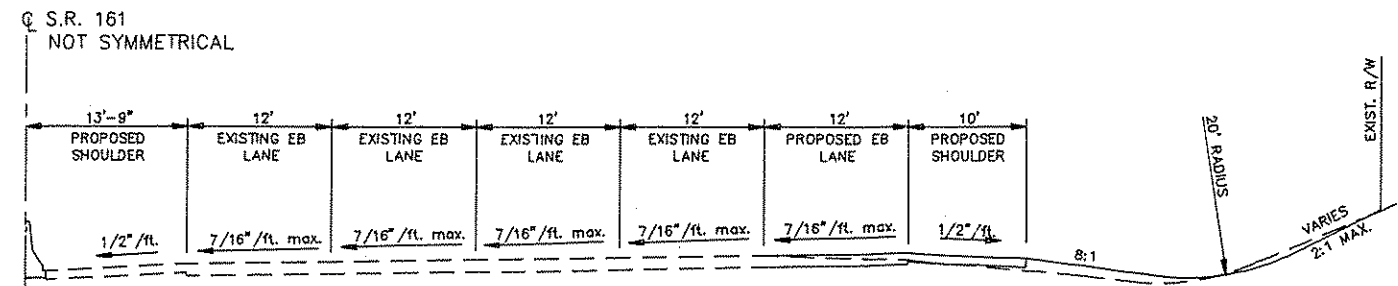 ℄ S.R. 161
NOT SYMMETRICAL
13'-9"
PROPOSED
SHOULDER
12'
EXISTING EB
LANE
12'
EXISTING EB
LANE
12'
EXISTING EB
LANE
12'
EXISTING EB
LANE
12'
PROPOSED EB
LANE
10'
PROPOSED
SHOULDER
20' RADIUS
EXIST. R/W
1/2"/ft.
7/16"/ft. max.
7/16"/ft. max.
7/16"/ft. max.
7/16"/ft. max.
7/16"/ft. max.
1/2"/ft.
8:1
VARIES
2:1 MAX.